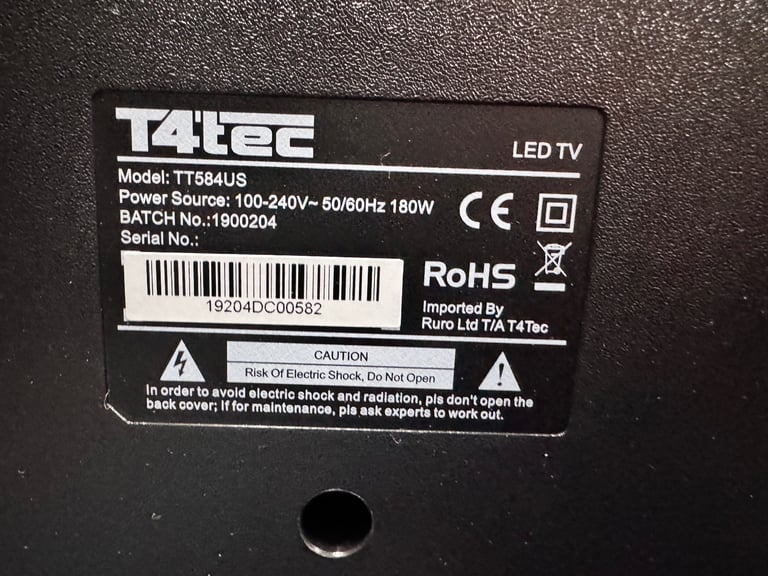 T4tec
LED TV
Model: TT584US
Power Source: 100-240V~ 50/60Hz 180W
BATCH No.:1900204
Serial No.:
19204DC00582
CE
RoHS
Imported By
Ruro Ltd T/A T4Tec
CAUTION
Risk Of Electric Shock, Do Not Open
In order to avoid electric shock and radiation, pls don't open the
back cover; If for maintenance, pls ask experts to work out.